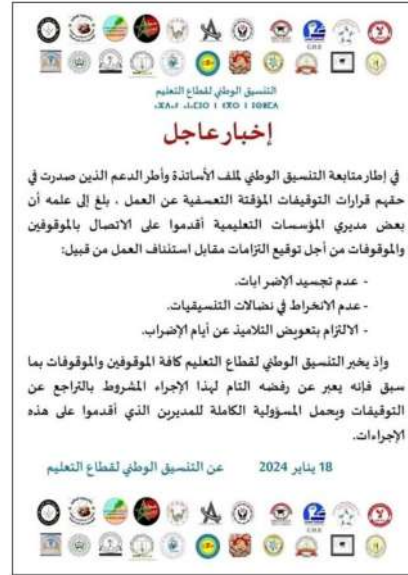 التنسيق الوطني لقطاع التعليم
إخبار عاجل
في إطار متابعة التنسيق الوطني لملف الأساتذة وأطر الدعم الذين صدرت في
حقهم قرارات التوقيفات المؤقتة التعسفية عن العمل ، بلغ إلى علمه أن
بعض مديري المؤسسات التعليمية أقدموا على الاتصال بالموقوفين
والموقوفات من أجل توقيع التزامات مقابل استئناف العمل من قبيل:
- عدم تجسيد الإضرابات.
- عدم الانخراط في نضالات التنسيقيات.
- الالتزام بتعويض التلاميذ عن أيام الإضراب.
وإذ يخبر التنسيق الوطني لقطاع التعليم كافة الموقوفين والموقوفات بما
سبق فإنه يعبر عن رفضه التام لهذا الإجراء المشروط بالتراجع عن
التوقيفات ويحمل المسؤولية الكاملة للمديرين الذي أقدموا على هذه
الإجراءات.
18 يناير 2024 عن التنسيق الوطني لقطاع التعليم